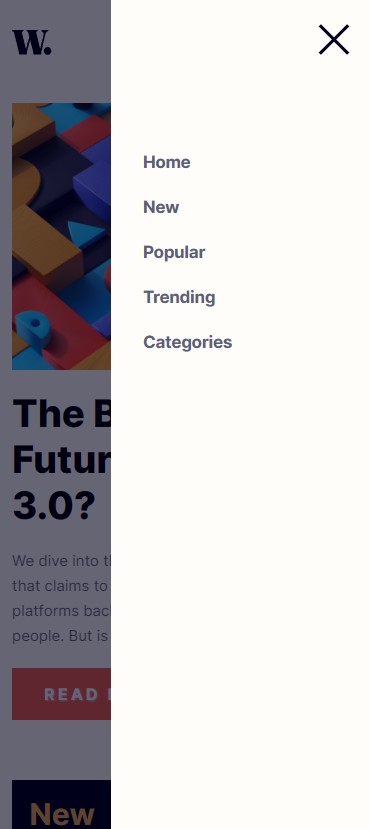 W.
Home
New
Popular
Trending
Categories
The B
Futur
3.0?
We dive into t
that claims to
platforms bac
people. But is
READ
New